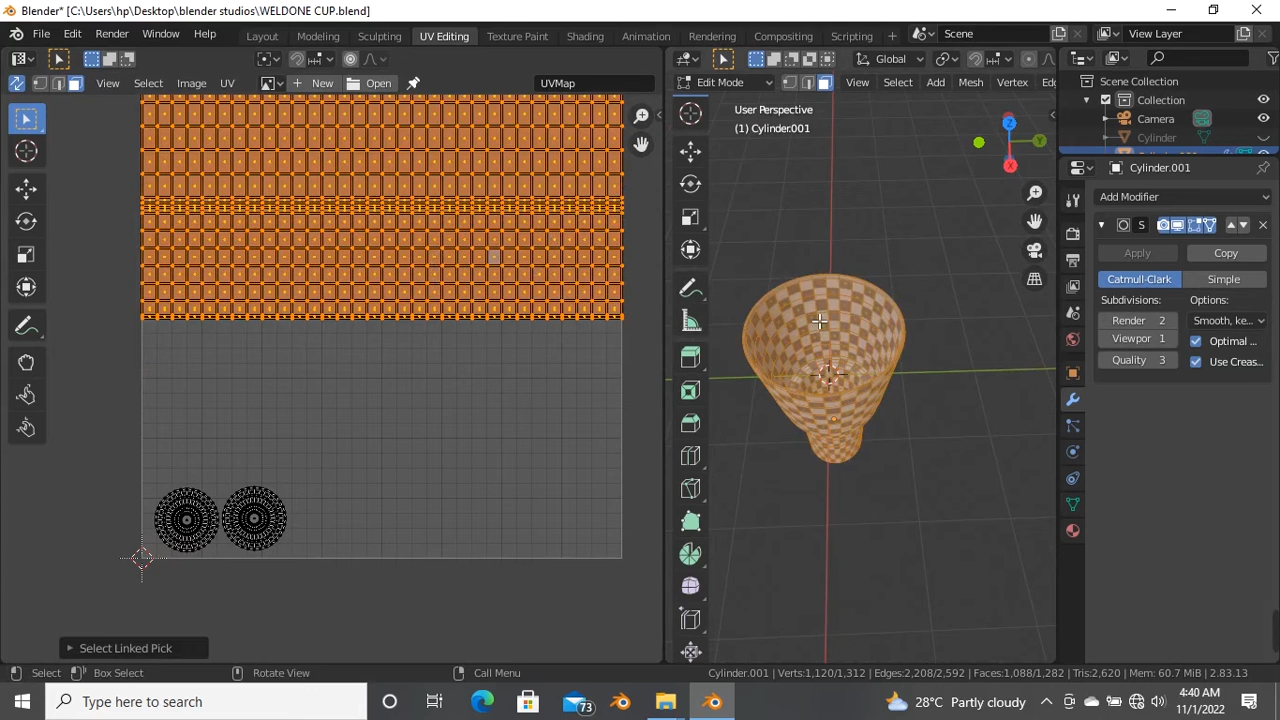 Blender* [C:\Users\hp\Desktop\blender studios\WELDONE CUP.blend]
File Edit Render Window Help Layout Modeling Sculpting UV Editing Texture Paint Shading Animation Rendering Compositing Scripting Scene View Layer
Global
View Select Image UV New Open UVMap Edit Mode View Select Add Mesh Vertex Ed
Scene Collection
Collection
Camera
Cylinder
User Perspective
(1) Cylinder.001
Z
Y
X
Cylinder.001
Add Modifier
S
Apply Copy
Catmull-Clark Simple
Subdivisions: Options:
Render 2 Smooth, ke...
Viewpor 1 Optimal ...
Quality 3 Use Creas...
Select Linked Pick
Select Box Select Rotate View Call Menu Cylinder.001 | Verts:1,120/1,312 | Edges:2,208/2,592 | Faces:1,088/1,282 | Tris:2,620 | Mem: 60.7 MiB | 2.83.13
Type here to search 73 28°C Partly cloudy 4:40 AM
11/1/2022